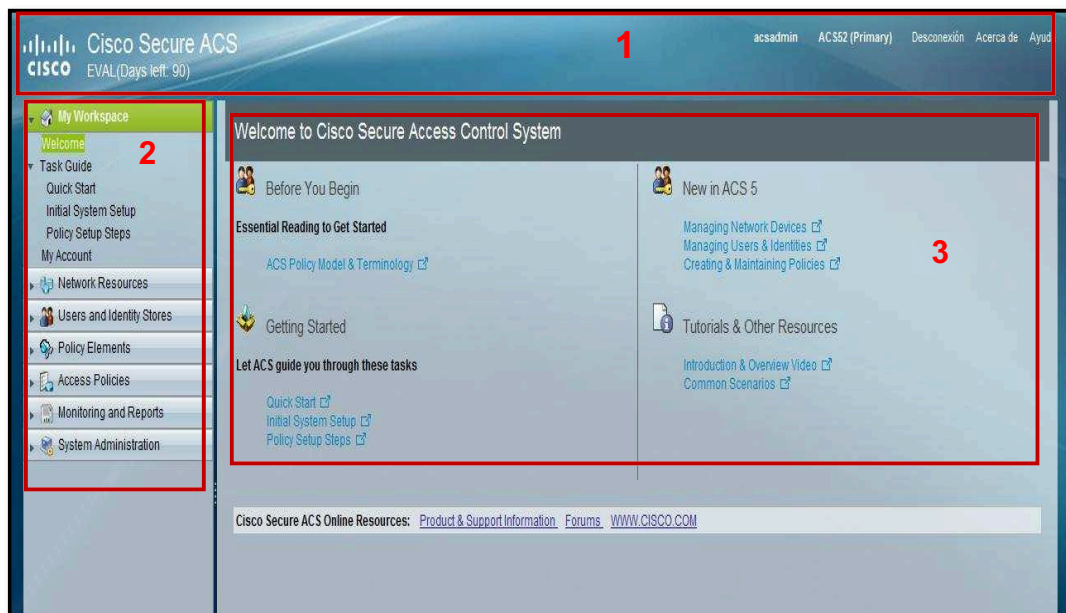 Cisco Secure ACS
CISCO
EVAL(Days left: 90)
1
acsadmin ACS52 (Primary) Desconexión Acerca de Ayud
My Workspace
Welcome
2
Task Guide
Quick Start
Initial System Setup
Policy Setup Steps
My Account
Network Resources
Users and Identity Stores
Policy Elements
Access Policies
Monitoring and Reports
System Administration
Welcome to Cisco Secure Access Control System
Before You Begin
Essential Reading to Get Started
ACS Policy Model & Terminology
Getting Started
Let ACS guide you through these tasks
Quick Start
Initial System Setup
Policy Setup Steps
New in ACS 5
Managing Network Devices
Managing Users & Identities
Creating & Maintaining Policies
3
Tutorials & Other Resources
Introduction & Overview Video
Common Scenarios
Cisco Secure ACS Online Resources: Product & Support Information Forums WWW.CISCO.COM